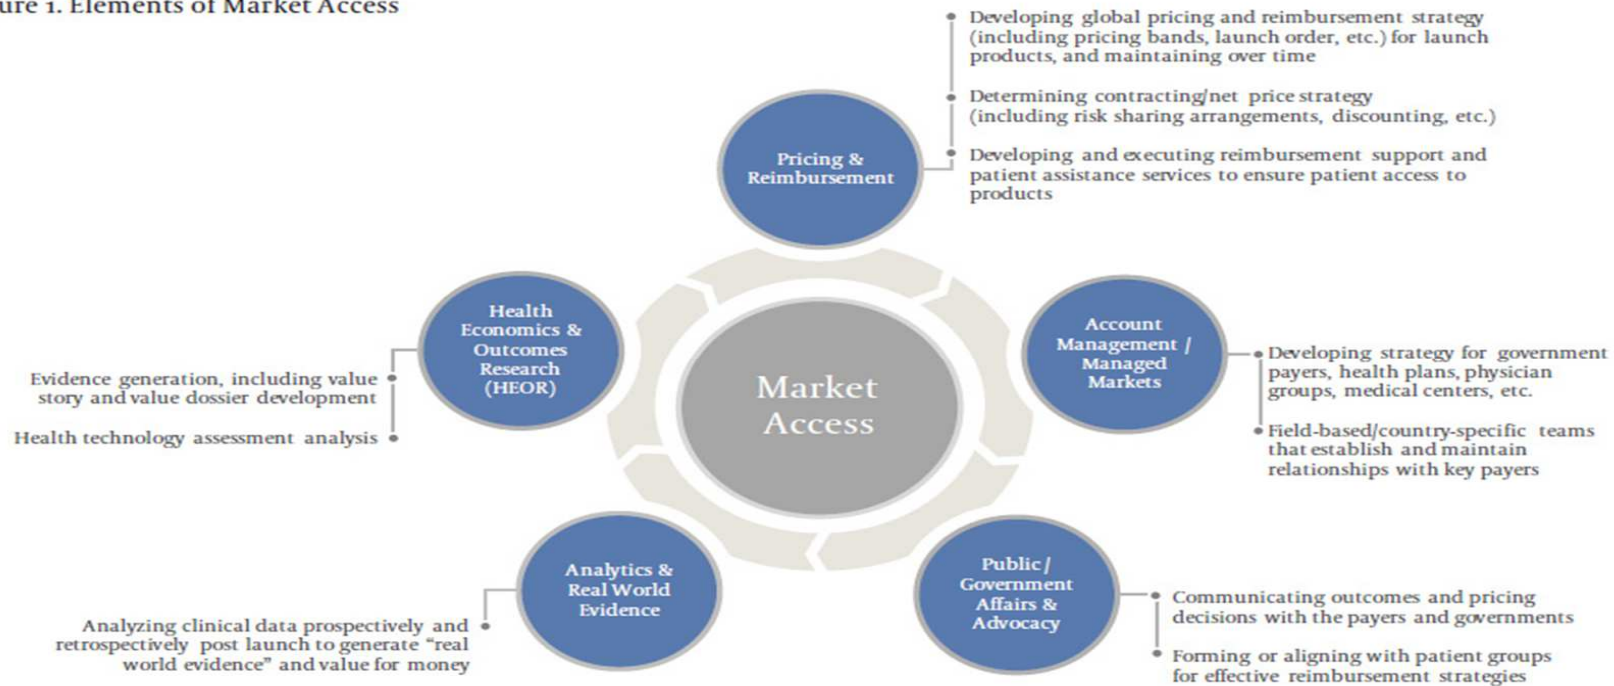 ure 1. Elements of Market Access
Developing global pricing and reimbursement strategy
(including pricing bands, launch order, etc.) for launch
products, and maintaining over time
Determining contracting/net price strategy
(including risk sharing arrangements, discounting, etc.)
Developing and executing reimbursement support and
patient assistance services to ensure patient access to
products
Pricing &
Reimbursement
Health
Economics &
Outcomes
Research
(HEOR)
Evidence generation, including value
story and value dossier development
Health technology assessment analysis
Market
Access
Account
Management /
Managed
Markets
Developing strategy for government
payers, health plans, physician
groups, medical centers, etc.
Field-based/country-specific teams
that establish and maintain
relationships with key payers
Analytics &
Real World
Evidence
Analyzing clinical data prospectively and
retrospectively post launch to generate “real
world evidence” and value for money
Public /
Government
Affairs &
Advocacy
Communicating outcomes and pricing
decisions with the payers and governments
Forming or aligning with patient groups
for effective reimbursement strategies